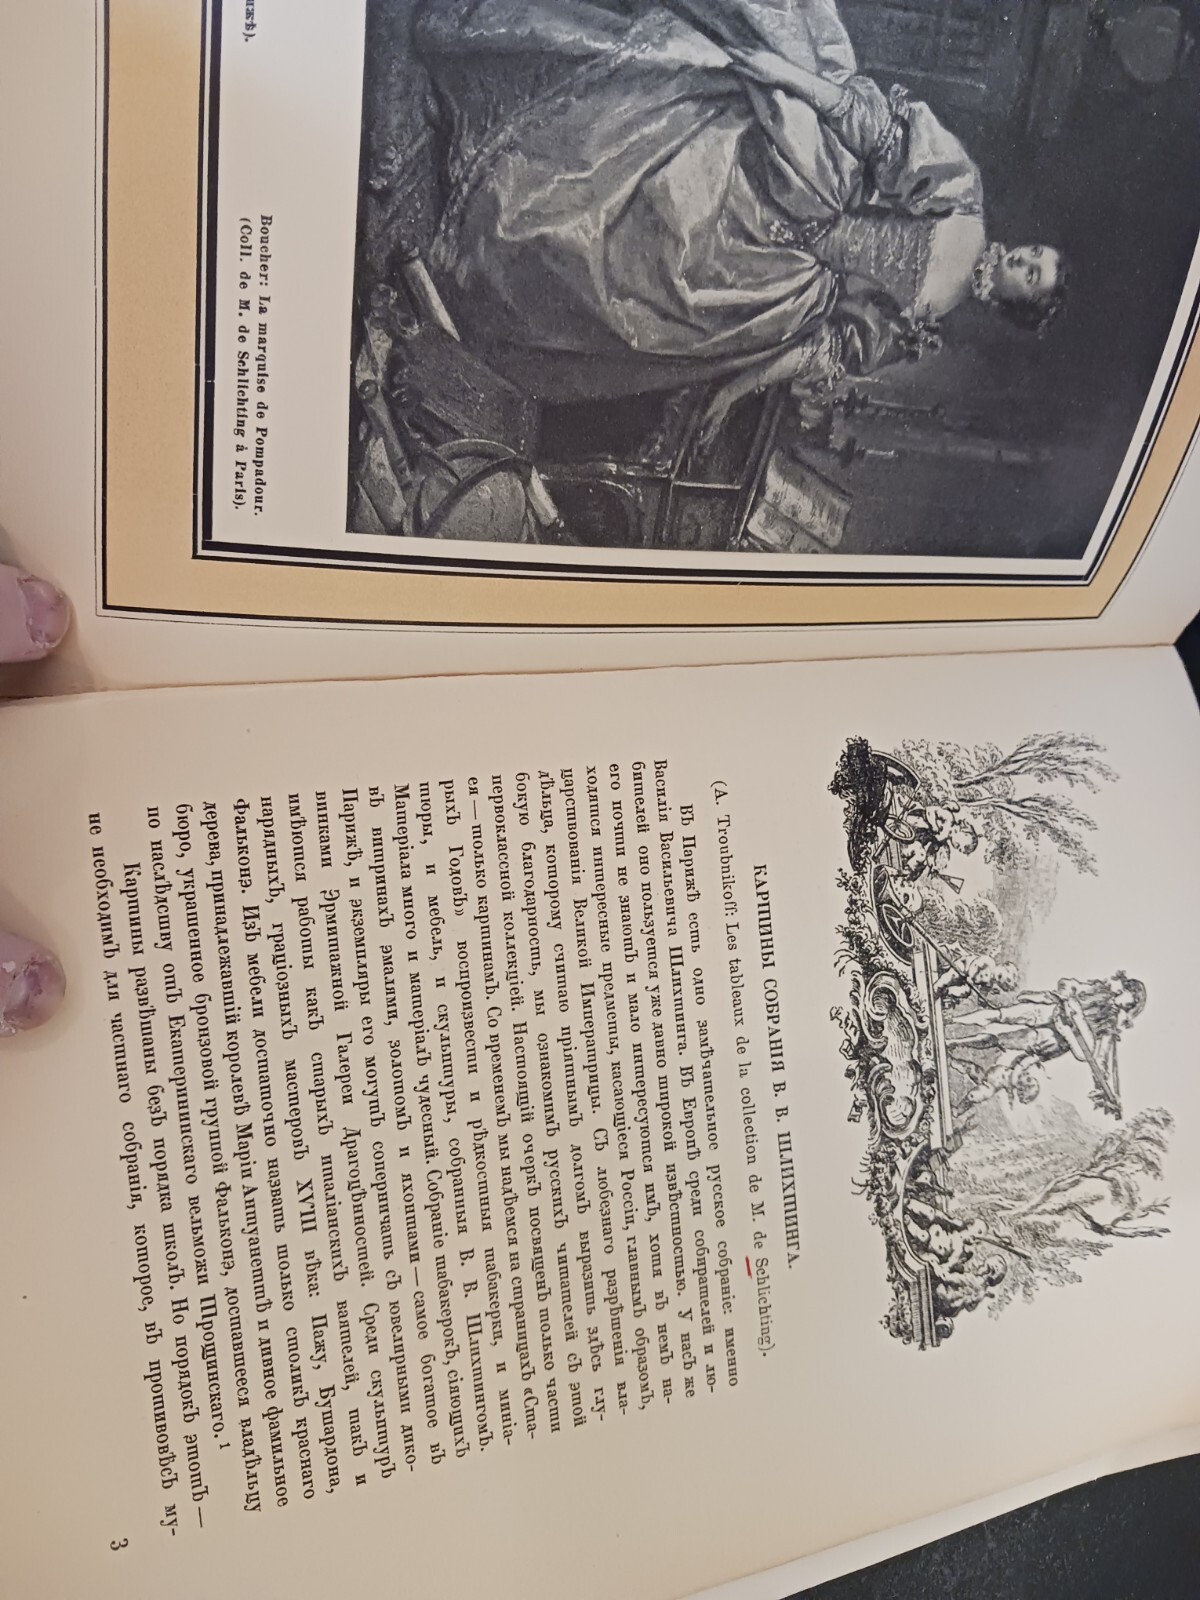 ижѣ).
Boucher: La marquise de Pompadour.
(Coll. de M. de Schlichting à Paris).
КАРТИНЫ СОБРАНІЯ В. В. ШЛИХТИНГА.
(A. Troubnikoff: Les tableaux de la collection de M. de Schlichting).
Въ Парижѣ есть одно замѣчательное русское собраніе: именно
Василія Васильевича Шлихтинга. Въ Европѣ среди собирателей и лю-
бителей оно пользуется уже давно широкой извѣстностью. У насъ же
его почти не знаютъ и мало интересуются имъ, хотя въ немъ на-
ходятся интересные предметы, касающіеся Россіи, главнымъ образомъ,
царствованія Великой Императрицы. Съ любезнаго разрѣшенія вла-
дѣльца, которому считаю пріятнымъ долгомъ выразить здѣсь глу-
бокую благодарность, мы ознакомимъ русскихъ читателей съ этой
первоклассной коллекціей. Настоящій очеркъ посвященъ только части
ея — только картинамъ. Со временемъ мы надѣемся на страницахъ «Ста-
рыхъ Годовъ» воспроизвести и рѣдкостныя табакерки, и миніа-
тюры, и мебель, и скульптуры, собранныя В. В. Шлихтингомъ.
Матеріала много и матеріалъ чудесный. Собраніе табакерокъ, сіяющихъ
въ витринахъ эмалями, золотомъ и яхонтами — самое богатое въ
Парижѣ, и экземпляры его могутъ соперничать съ ювелирными дико-
винками Эрмитажной Галереи Драгоцѣнностей. Среди скульптуръ
имѣются работы какъ старыхъ италіанскихъ ваятелей, такъ и
нарядныхъ, граціозныхъ мастеровъ XVIII вѣка: Пажу, Бушардона,
Фальконэ. Изъ мебели достаточно назвать только столикъ краснаго
дерева, принадлежавшій королевѣ Маріи Антуанеттѣ и дивное фамильное
бюро, украшенное бронзовой группой Фальконэ, доставшееся владѣльцу
по наслѣдству отъ Екатерининскаго вельможи Трощинскаго. 1
Картины развѣшаны безъ порядка школъ. Но порядокъ этотъ —
не необходимъ для частнаго собранія, которое, въ противовѣсъ му-
3